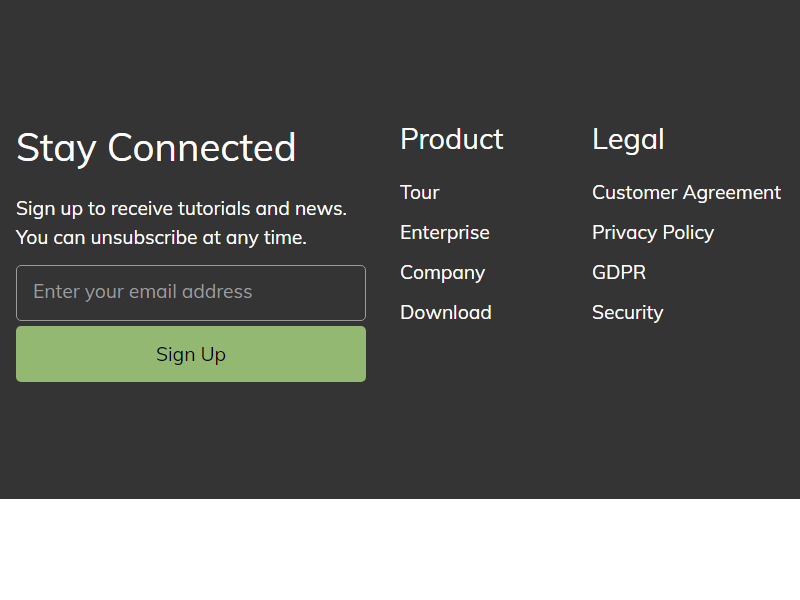 Stay Connected
Sign up to receive tutorials and news.
You can unsubscribe at any time.
Enter your email address
Sign Up
Product
Tour
Enterprise
Company
Download
Legal
Customer Agreement
Privacy Policy
GDPR
Security